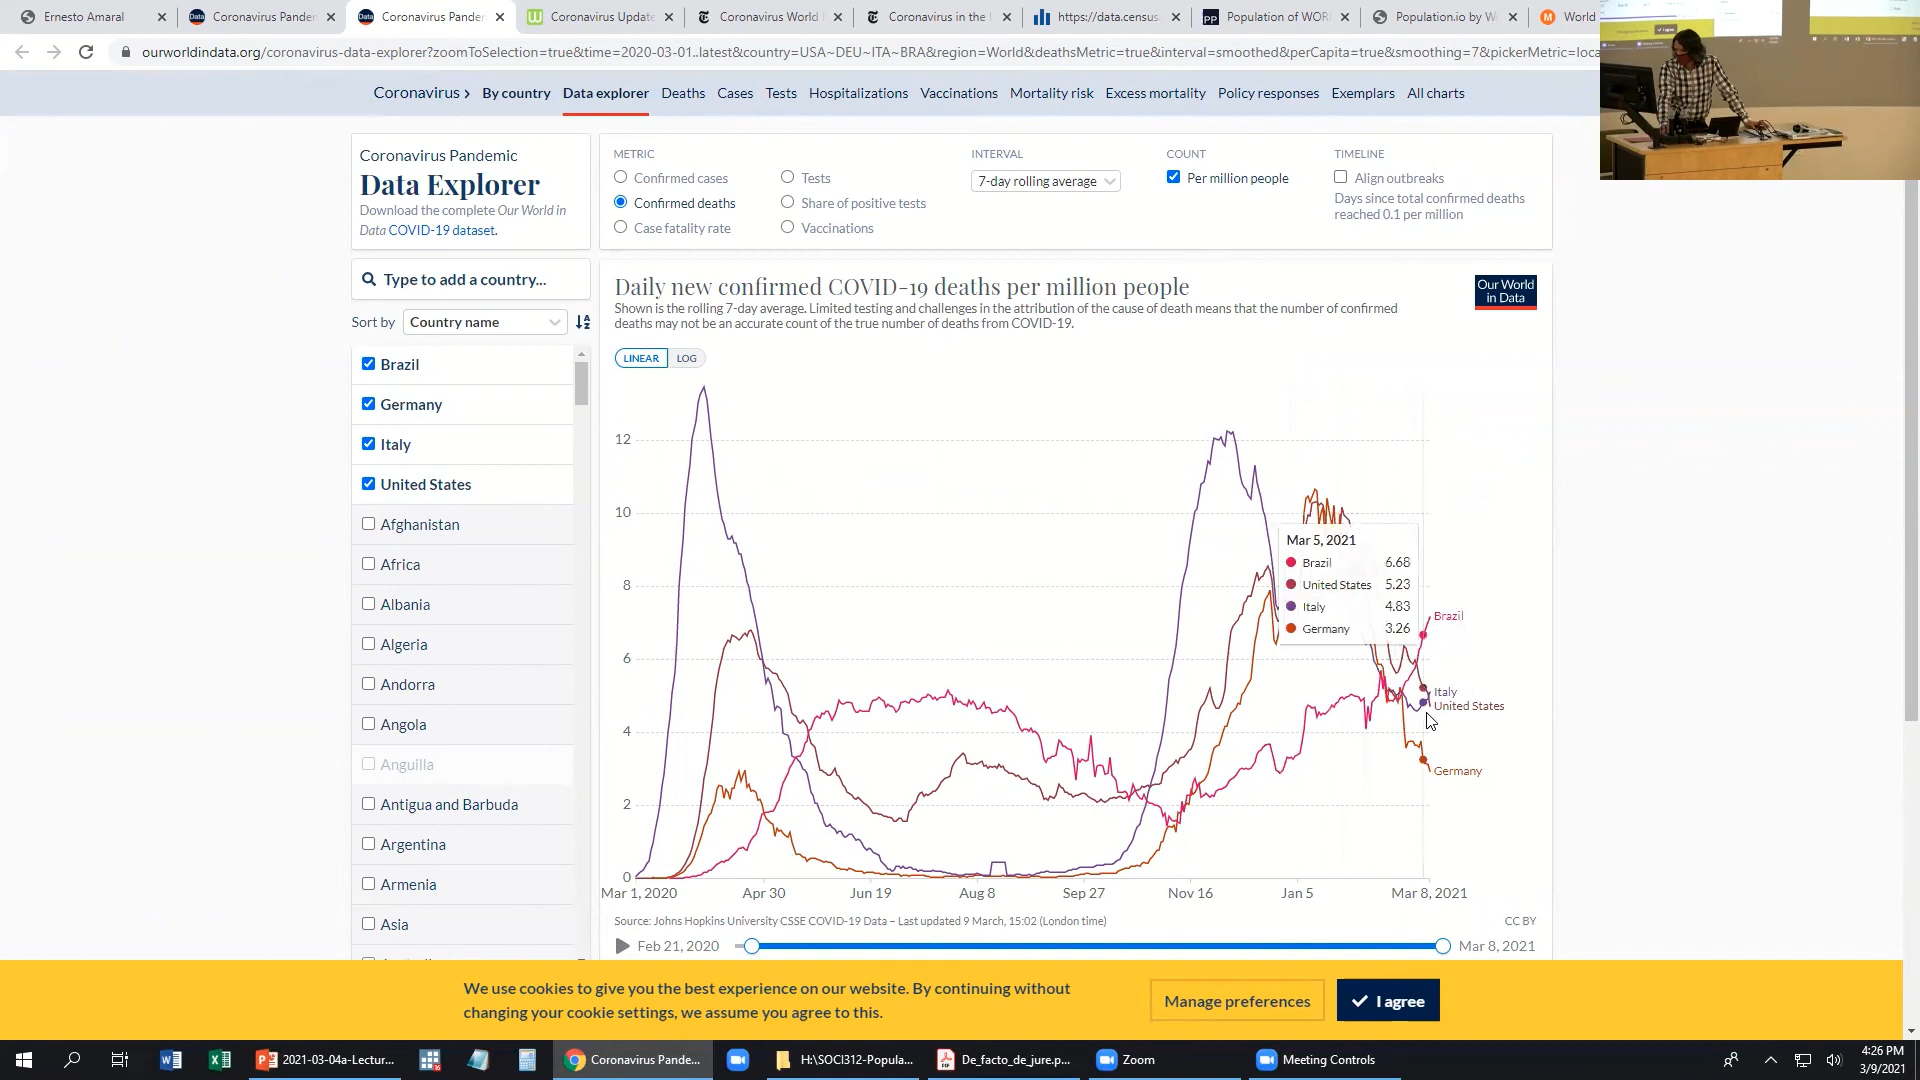 Ernesto Amaral
Coronavirus Pander
Coronavirus Pander
Coronavirus Update
Coronavirus World
Coronavirus in the
https://data.census
Population of WOR
Population.io by W
World
ourworldindata.org/coronavirus-data-explorer?zoomToSelection=true&time=2020-03-01..latest&country=USA~DEU~ITA~BRA&region=World&deathsMetric=true&interval=smoothed&perCapita=true&smoothing=7&pickerMetric=loca
Coronavirus › By country Data explorer Deaths Cases Tests Hospitalizations Vaccinations Mortality risk Excess mortality Policy responses Exemplars All charts
Coronavirus Pandemic
Data Explorer
Download the complete Our World in
Data COVID-19 dataset.
METRIC
Confirmed cases
Confirmed deaths
Case fatality rate
Tests
Share of positive tests
Vaccinations
INTERVAL
7-day rolling average
COUNT
Per million people
TIMELINE
Align outbreaks
Days since total confirmed deaths
reached 0.1 per million
Type to add a country...
Sort by Country name
Brazil
Germany
Italy
United States
Afghanistan
Africa
Albania
Algeria
Andorra
Angola
Anguilla
Antigua and Barbuda
Argentina
Armenia
Asia
Daily new confirmed COVID-19 deaths per million people
Shown is the rolling 7-day average. Limited testing and challenges in the attribution of the cause of death means that the number of confirmed
deaths may not be an accurate count of the true number of deaths from COVID-19.
Our World
in Data
LINEAR LOG
12
10
8
6
4
2
0
Mar 5, 2021
Brazil 6.68
United States 5.23
Italy 4.83
Germany 3.26
Brazil
Italy
United States
Germany
Mar 1, 2020 Apr 30 Jun 19 Aug 8 Sep 27 Nov 16 Jan 5 Mar 8, 2021
Source: Johns Hopkins University CSSE COVID-19 Data – Last updated 9 March, 15:02 (London time) CC BY
Feb 21, 2020 Mar 8, 2021
We use cookies to give you the best experience on our website. By continuing without
changing your cookie settings, we assume you agree to this.
Manage preferences
I agree
2021-03-04a-Lectur...
Coronavirus Pande...
H:\SOCI312-Popula...
De_facto_de_jure.p...
Zoom
Meeting Controls
4:26 PM
3/9/2021